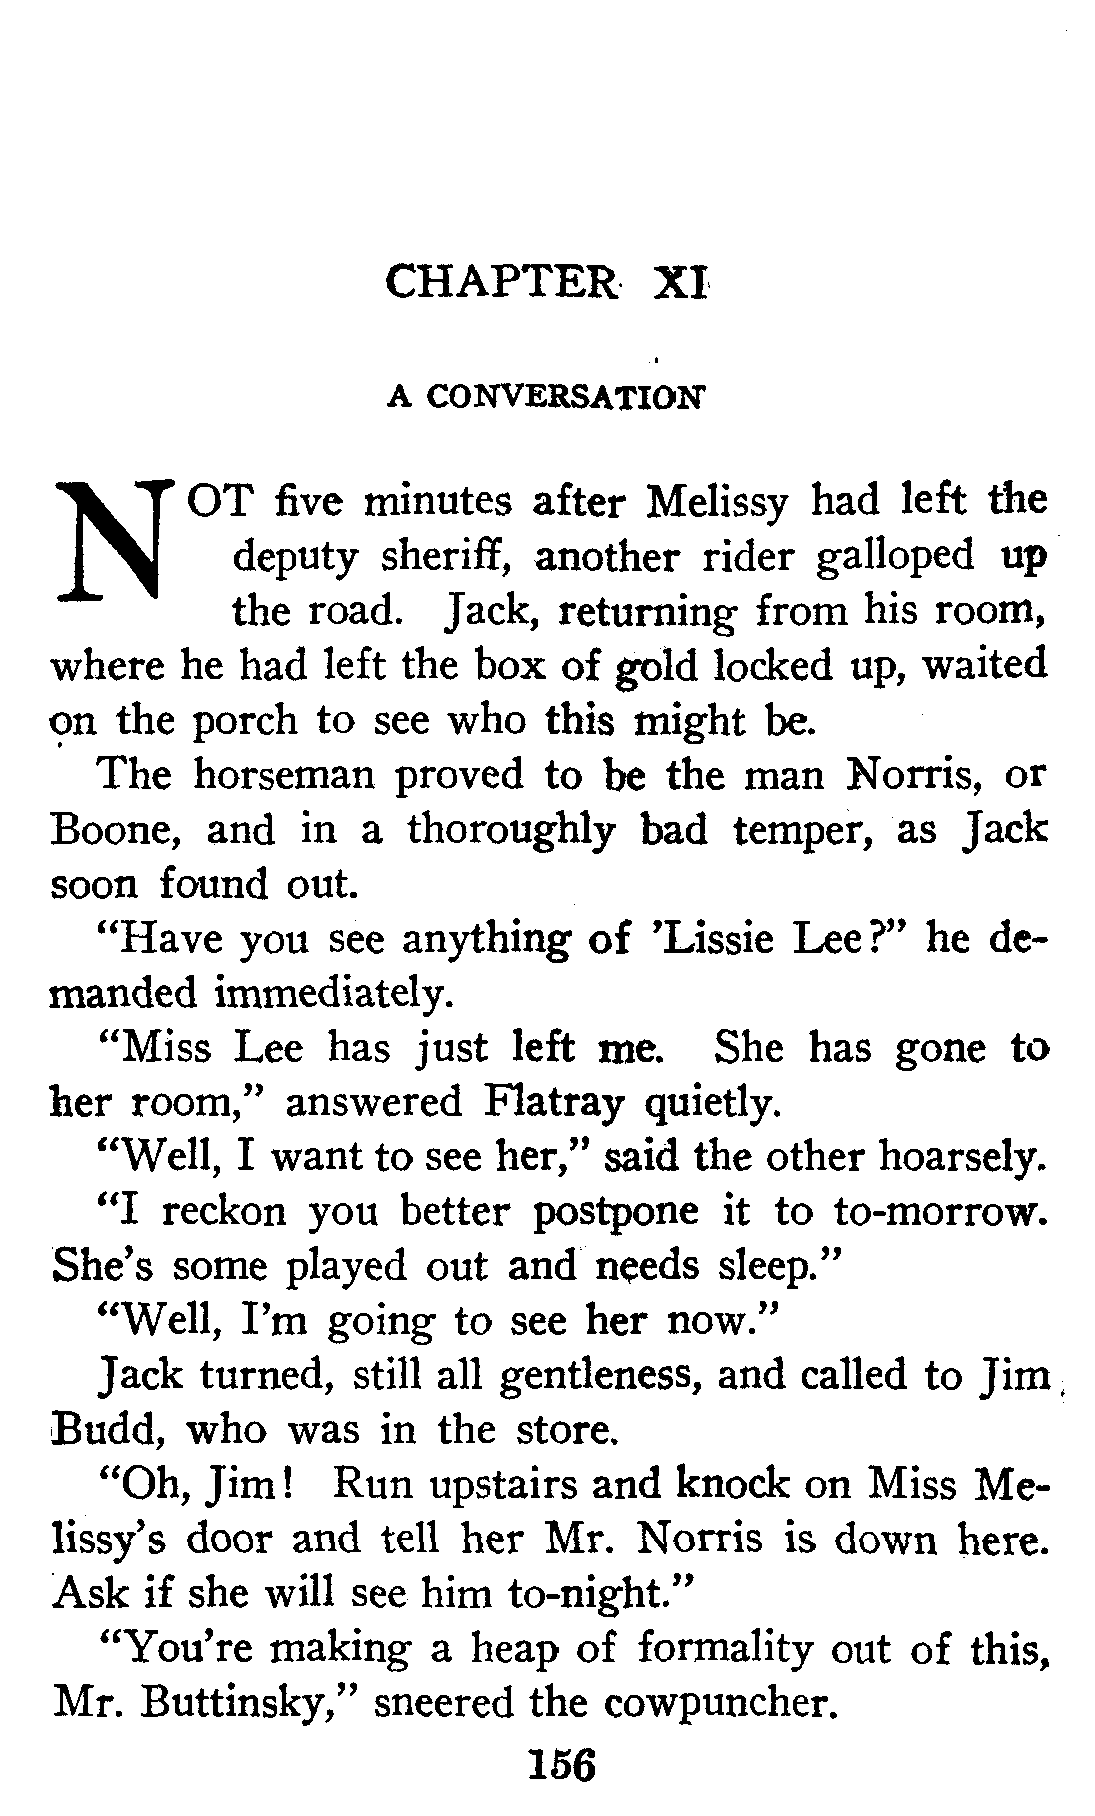 CHAPTER XI
A CONVERSATION
NOT five minutes after Melissy had left the
deputy sheriff, another rider galloped up
the road. Jack, returning from his room,
where he had left the box of gold locked up, waited
on the porch to see who this might be.
The horseman proved to be the man Norris, or
Boone, and in a thoroughly bad temper, as Jack
soon found out.
“Have you see anything of ’Lissie Lee?” he de-
manded immediately.
“Miss Lee has just left me. She has gone to
her room,” answered Flatray quietly.
“Well, I want to see her,” said the other hoarsely.
“I reckon you better postpone it to to-morrow.
She’s some played out and needs sleep.”
“Well, I’m going to see her now.”
Jack turned, still all gentleness, and called to Jim
Budd, who was in the store.
“Oh, Jim! Run upstairs and knock on Miss Me-
lissy’s door and tell her Mr. Norris is down here.
Ask if she will see him to-night.”
“You’re making a heap of formality out of this,
Mr. Buttinsky,” sneered the cowpuncher.
156